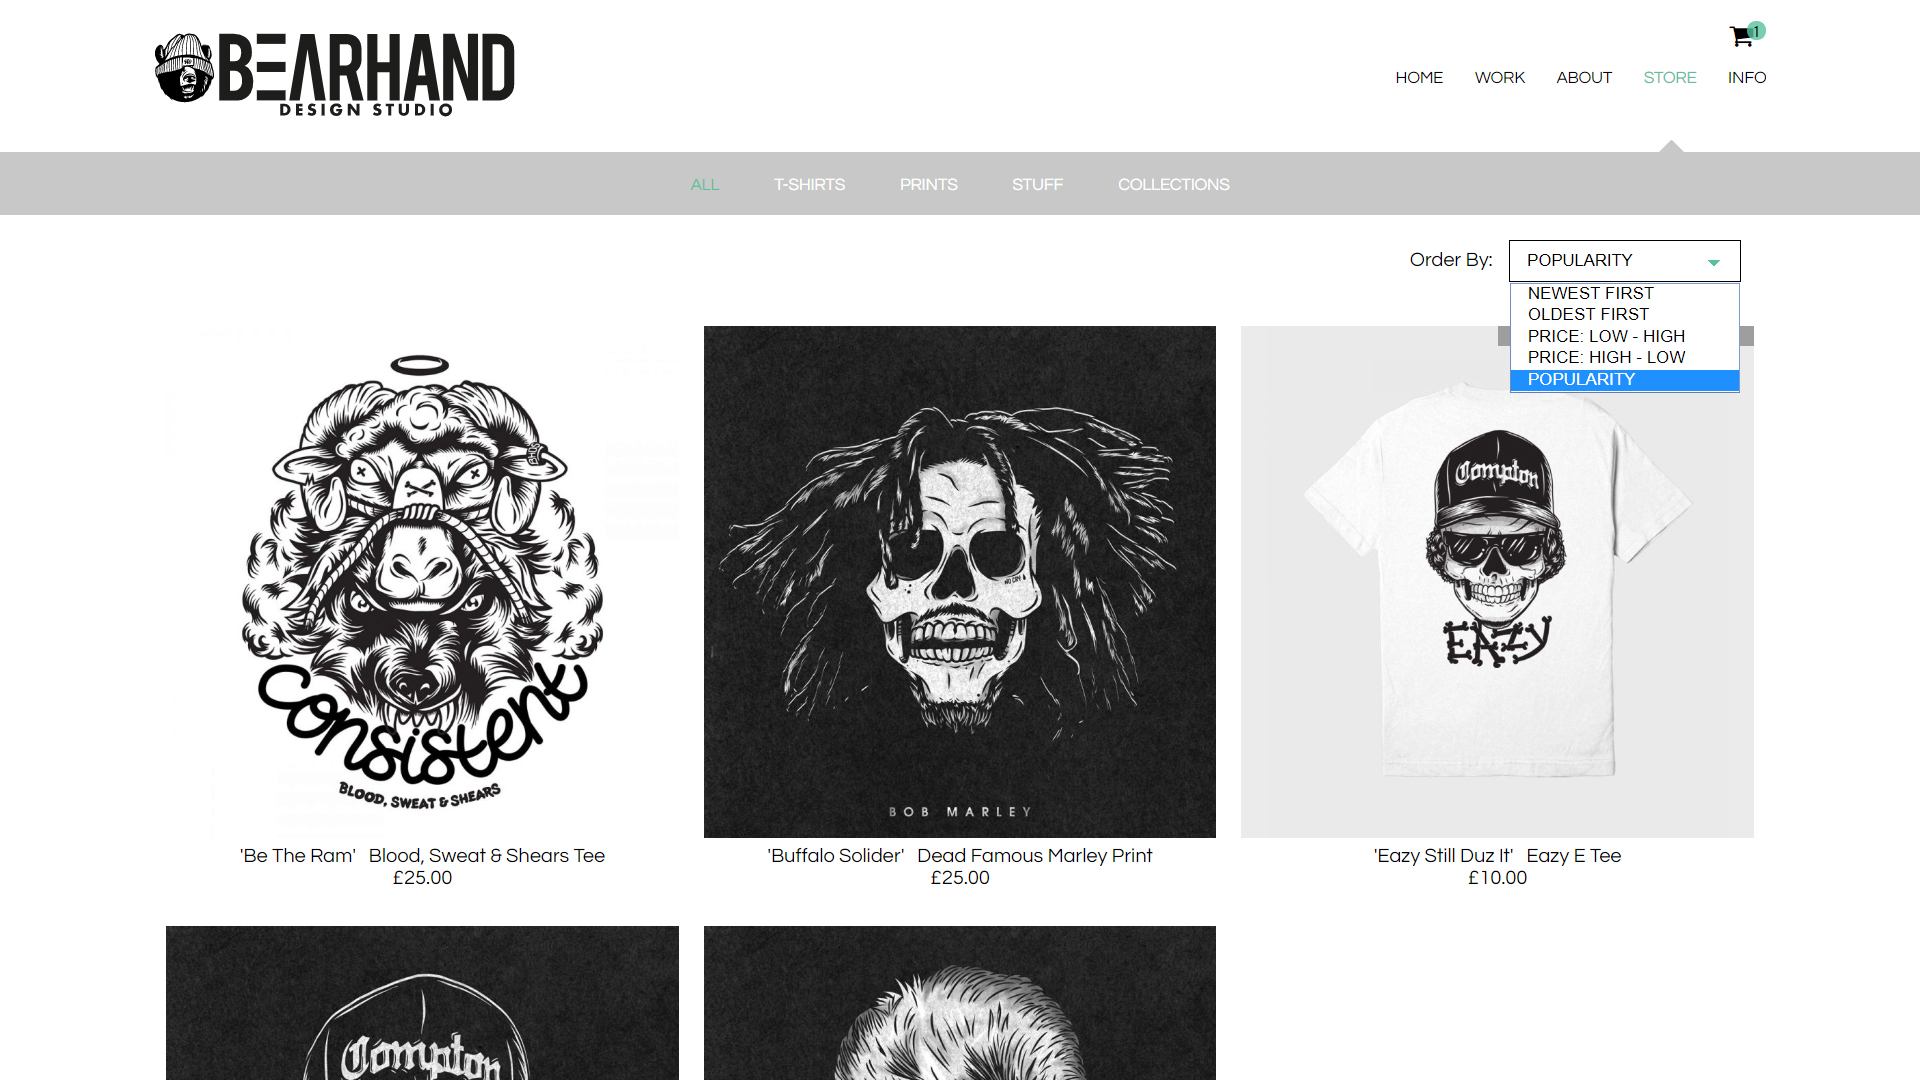 BEARHAND
DESIGN STUDIO
1
HOME WORK ABOUT STORE INFO
ALL T-SHIRTS PRINTS STUFF COLLECTIONS
Order By: POPULARITY
NEWEST FIRST
OLDEST FIRST
PRICE: LOW - HIGH
PRICE: HIGH - LOW
POPULARITY
Consistent
BLOOD, SWEAT & SHEARS
NO CRY
BOB MARLEY
Compton
EAZY
'Be The Ram' Blood, Sweat & Shears Tee
£25.00
'Buffalo Solider' Dead Famous Marley Print
£25.00
'Eazy Still Duz It' Eazy E Tee
£10.00
Compton